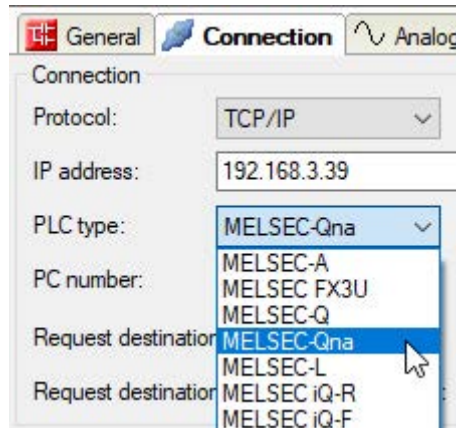 General Connection Analog
Connection
Protocol: TCP/IP
IP address: 192.168.3.39
PLC type: MELSEC-Qna
MELSEC-A
PC number: MELSEC FX3U
MELSEC-Q
Request destination MELSEC-Qna
MELSEC-L
Request destination MELSEC iQ-R :
MELSEC iQ-F